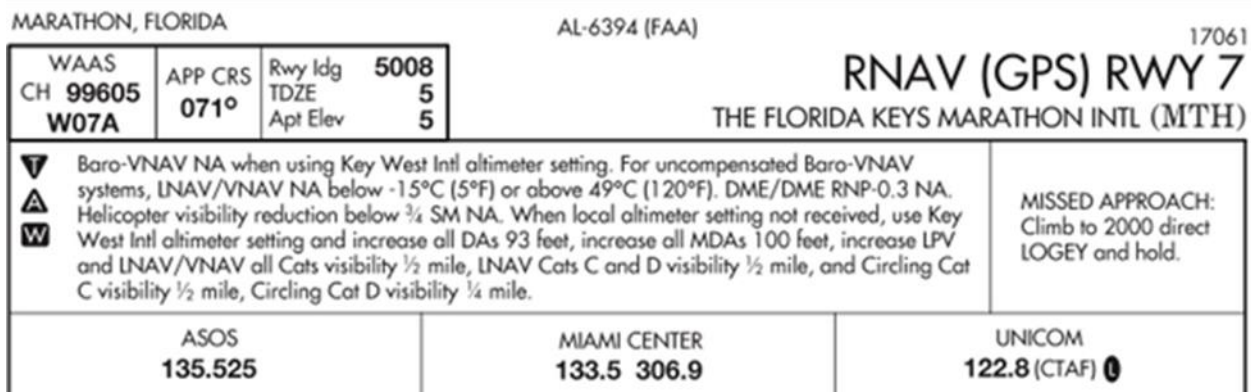 MARATHON, FLORIDA
AL-6394 (FAA)
17061
WAAS
CH 99605
W07A
APP CRS
071°
Rwy ldg 5008
TDZE 5
Apt Elev 5
RNAV (GPS) RWY 7
THE FLORIDA KEYS MARATHON INTL (MTH)
T
A
W
Baro-VNAV NA when using Key West Intl altimeter setting. For uncompensated Baro-VNAV
systems, LNAV/VNAV NA below -15°C (5°F) or above 49°C (120°F). DME/DME RNP-0.3 NA.
Helicopter visibility reduction below ¾ SM NA. When local altimeter setting not received, use Key
West Intl altimeter setting and increase all DAs 93 feet, increase all MDAs 100 feet, increase LPV
and LNAV/VNAV all Cats visibility ½ mile, LNAV Cats C and D visibility ½ mile, and Circling Cat
C visibility ½ mile, Circling Cat D visibility ¼ mile.
MISSED APPROACH:
Climb to 2000 direct
LOGEY and hold.
ASOS
135.525
MIAMI CENTER
133.5 306.9
UNICOM
122.8 (CTAF) L